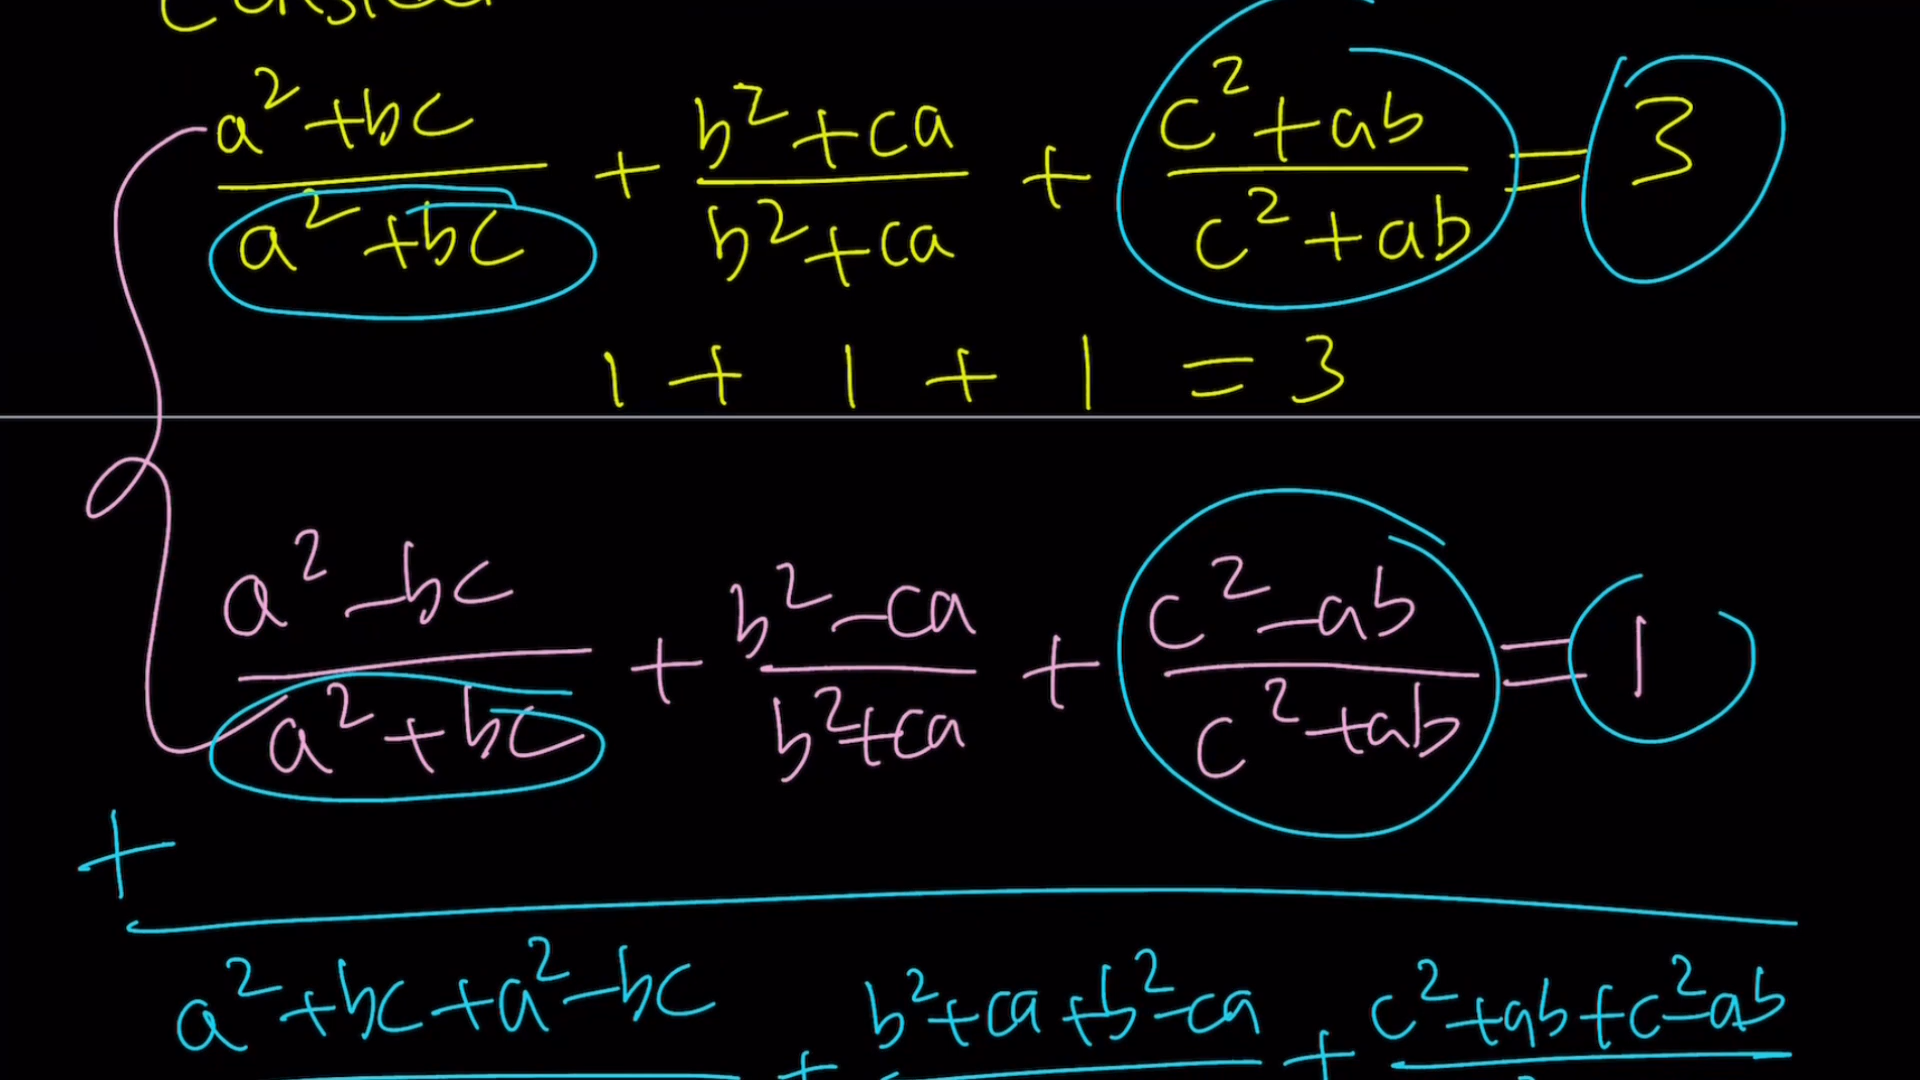 Consider
a²+bc/a²+bc + b²+ca/b²+ca + c²+ab/c²+ab = 3
1 + 1 + 1 = 3
a²-bc/a²+bc + b²-ca/b²+ca + c²-ab/c²+ab = 1
+
a²+bc+a²-bc + b²+ca+b²-ca + c²+ab+c²-ab